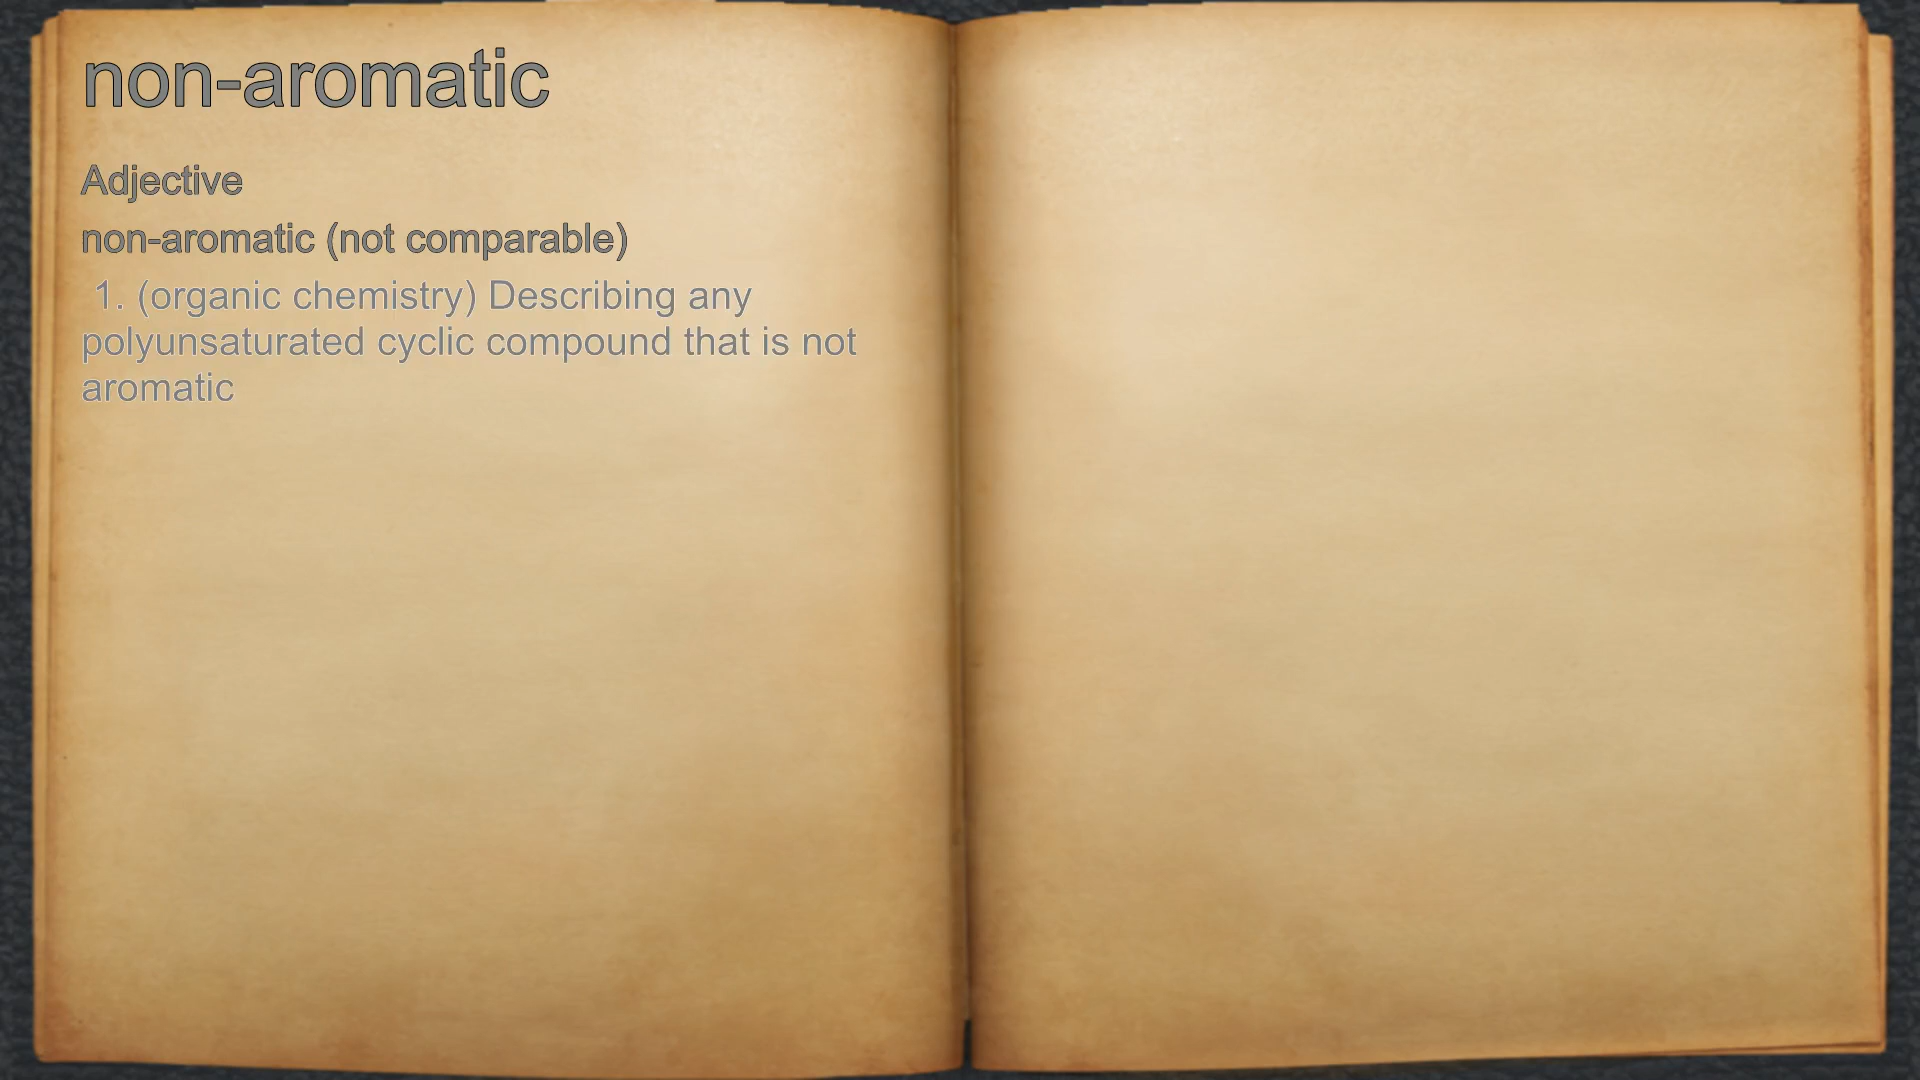 non-aromatic
Adjective
non-aromatic (not comparable)
1. (organic chemistry) Describing any
polyunsaturated cyclic compound that is not
aromatic